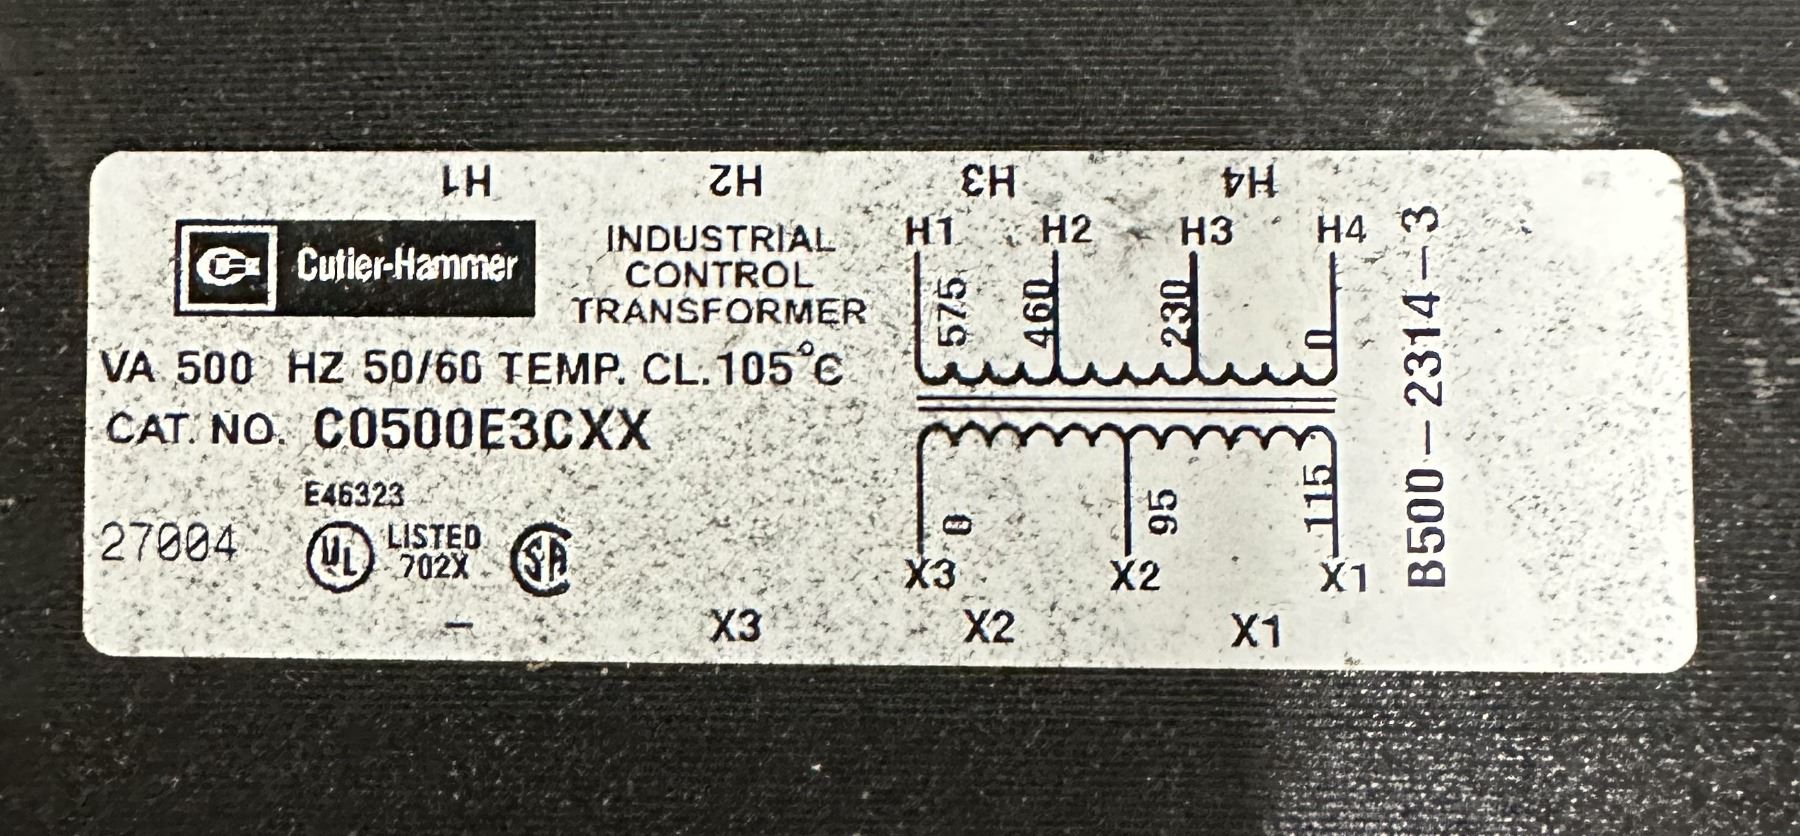 H1 H2 H3 H4
Cutler-Hammer
INDUSTRIAL
CONTROL
TRANSFORMER
VA 500 HZ 50/60 TEMP. CL. 105°C
CAT. NO. C0500E3CXX
E46323
27004
UL LISTED
702X
SA
H1 H2 H3 H4
575 460 230 0
0 95 115
X3 X2 X1
B500-2314-3
- X3 X2 X1